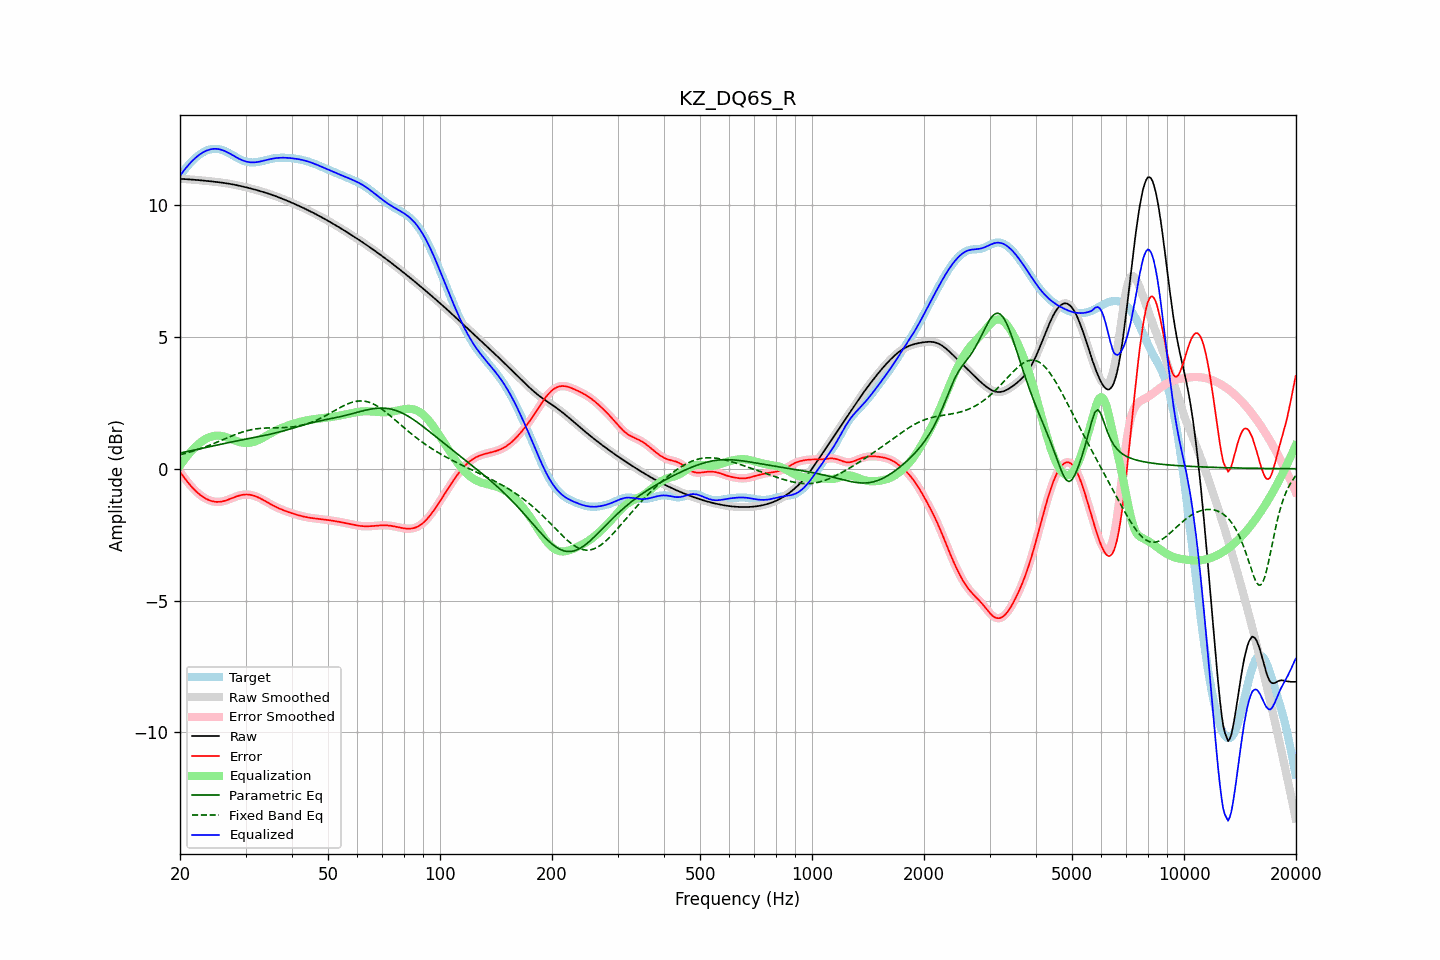 KZ_DQ6S_R
Amplitude (dBr)
10
5
0
−5
−10
Target
Raw Smoothed
Error Smoothed
Raw
Error
Equalization
Parametric Eq
Fixed Band Eq
Equalized
20 50 100 200 500 1000 2000 5000 10000 20000
Frequency (Hz)